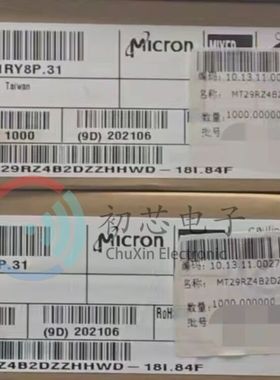 1RY8P.31
Micron
Taiwan
编码: 10.13.11.00
名称: MT29RZ4B2
1000
(9D) 202106
数量: 1000.00000
批号
29RZ4B2DZZHHWD-18I.84F
初芯电子
ChuXin Electronic
Micron
P.31
编码: 10.13.11.0027
名称: MT29RZ4B2D
(9D) 202106
RoH
数量: 1000.000000
批号
Z4B2DZZHHWD-18I.84F